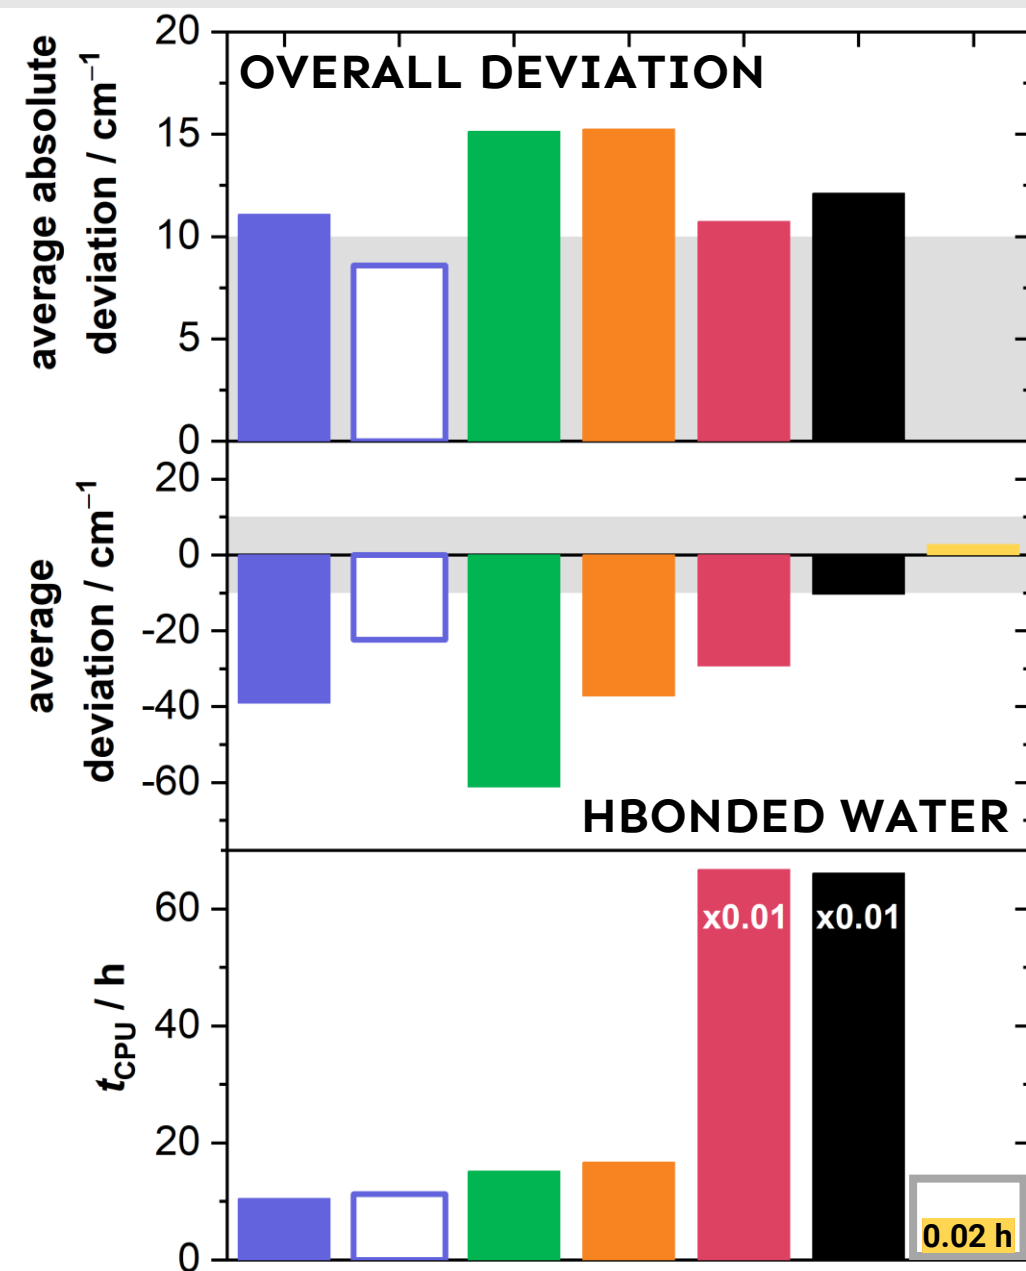 OVERALL DEVIATION
average absolute
deviation / cm⁻¹
20
15
10
5
0
average
deviation / cm⁻¹
20
0
-20
-40
-60
HBONDED WATER
tCPU / h
60
40
20
0
x0.01
x0.01
0.02 h